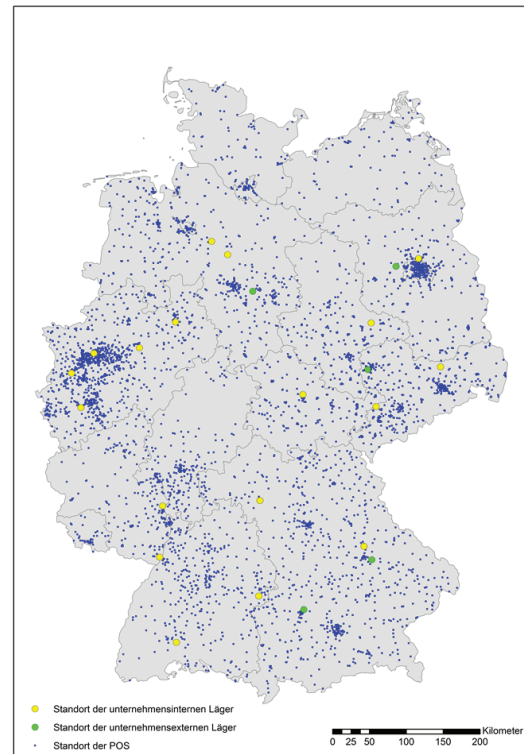 Standort der unternehmensinternen Läger
Standort der unternehmensexternen Läger
Standort der POS
Kilometer
0 25 50 100 150 200